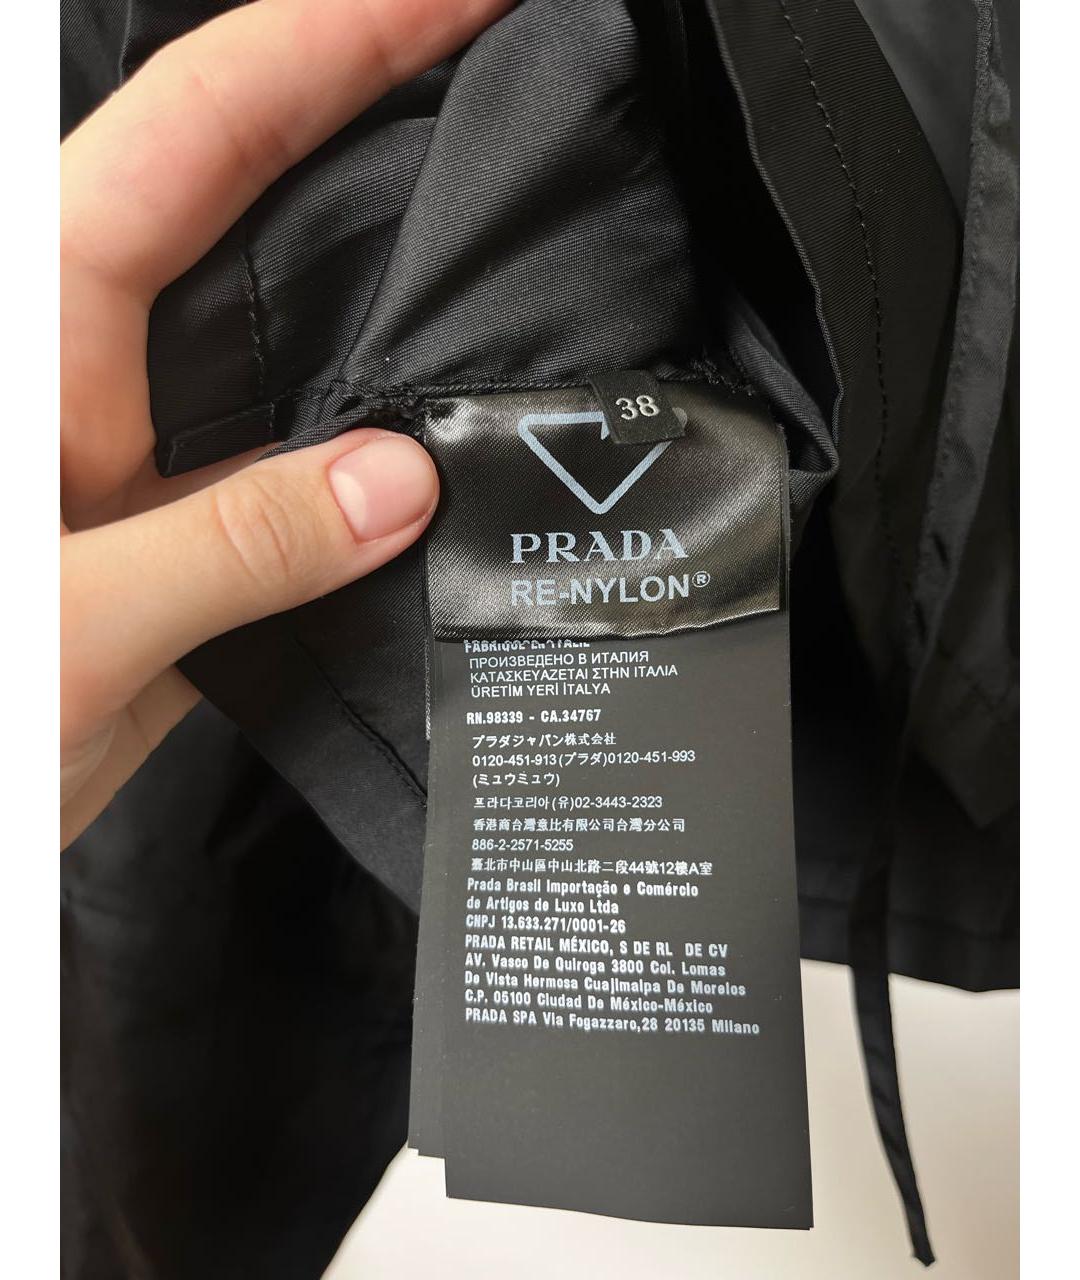 38
PRADA
RE-NYLON®
FABRIQUE EN ITALIE
ПРОИЗВЕДЕНО В ИТАЛИЯ
ΚΑΤΑΣΚΕΥΑΖΕΤΑΙ ΣΤΗΝ ΙΤΑΛΙΑ
ÜRETİM YERİ İTALYA
RN.98339 - CA.34767
プラダジャパン株式会社
0120-451-913(プラダ)0120-451-993
(ミュウミュウ)
프라다코리아(유)02-3443-2323
香港商台灣意比有限公司台灣分公司
886-2-2571-5255
臺北市中山區中山北路二段44號12樓A室
Prada Brasil Importação e Comércio
de Artigos de Luxo Ltda
CNPJ 13.633.271/0001-26
PRADA RETAIL MÉXICO, S DE RL DE CV
AV. Vasco De Quiroga 3800 Col. Lomas
De Vista Hermosa Cuajimalpa De Morelos
C.P. 05100 Ciudad De México-México
PRADA SPA Via Fogazzaro,28 20135 Milano